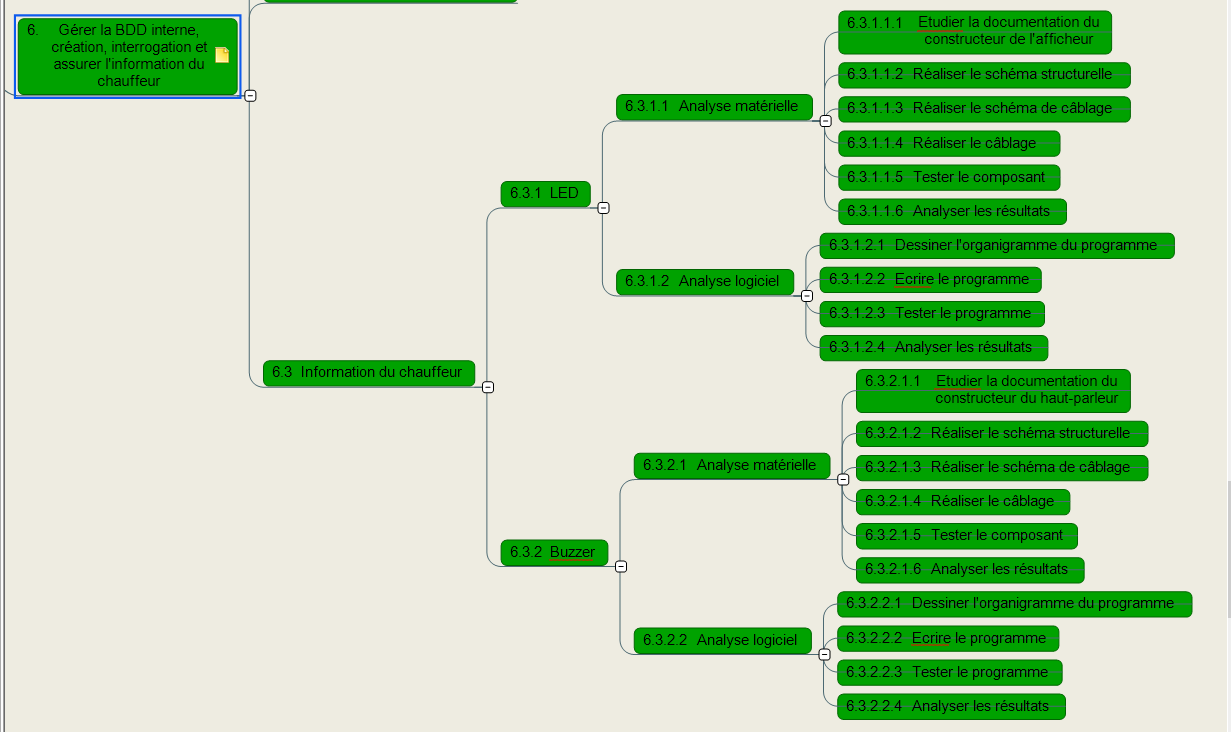 6. Gérer la BDD interne,
création, interrogation et
assurer l'information du
chauffeur
6.3 Information du chauffeur
6.3.1 LED
6.3.1.1 Analyse matérielle
6.3.1.1.1 Etudier la documentation du
constructeur de l'afficheur
6.3.1.1.2 Réaliser le schéma structurelle
6.3.1.1.3 Réaliser le schéma de câblage
6.3.1.1.4 Réaliser le câblage
6.3.1.1.5 Tester le composant
6.3.1.1.6 Analyser les résultats
6.3.1.2 Analyse logiciel
6.3.1.2.1 Dessiner l'organigramme du programme
6.3.1.2.2 Ecrire le programme
6.3.1.2.3 Tester le programme
6.3.1.2.4 Analyser les résultats
6.3.2 Buzzer
6.3.2.1 Analyse matérielle
6.3.2.1.1 Etudier la documentation du
constructeur du haut-parleur
6.3.2.1.2 Réaliser le schéma structurelle
6.3.2.1.3 Réaliser le schéma de câblage
6.3.2.1.4 Réaliser le câblage
6.3.2.1.5 Tester le composant
6.3.2.1.6 Analyser les résultats
6.3.2.2 Analyse logiciel
6.3.2.2.1 Dessiner l'organigramme du programme
6.3.2.2.2 Ecrire le programme
6.3.2.2.3 Tester le programme
6.3.2.2.4 Analyser les résultats